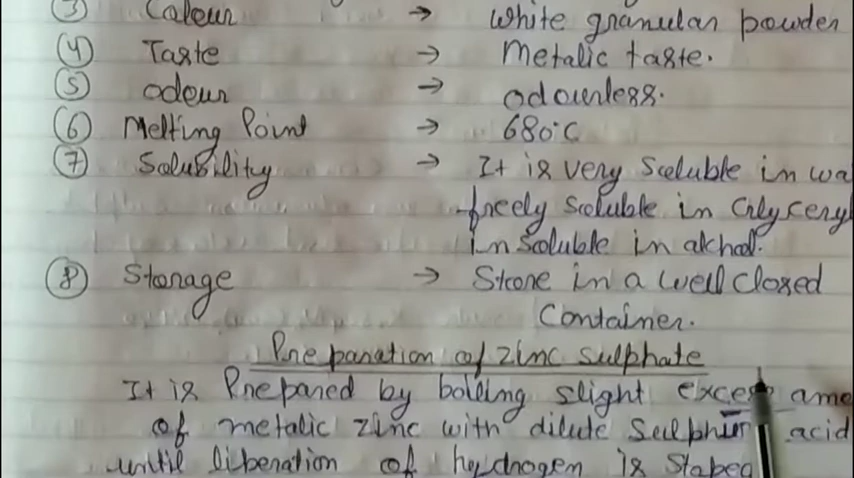 (3) Colour → White granular powder
(4) Taste → Metalic taste.
(5) odour → odourless.
(6) Melting Point → 680°C
(7) Solubility → It is very Soluble in wa
freely soluble in Glycery
in Soluble in alchol.
(8) Storage → Store in a well Closed
Container.
Preparation of zinc sulphate
It is Prepared by boiling slight excess amo
of metalic zinc with dilute Sulphur acid
until liberation of hydrogen is